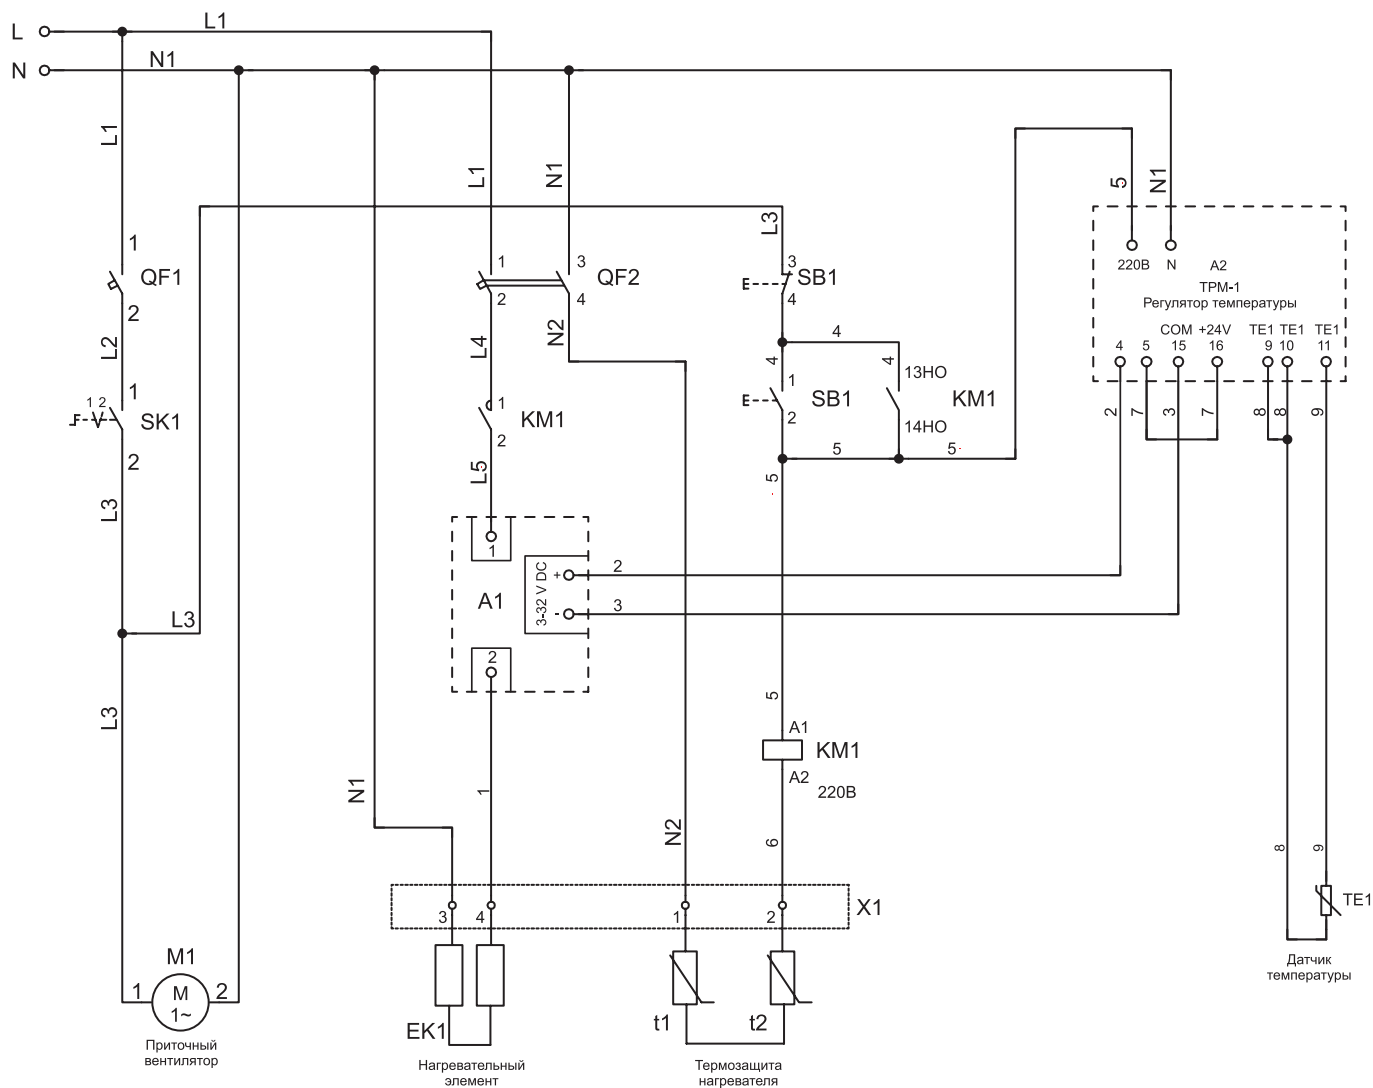 L
L1
N
N1
L1
L1
N1
5
N1
L3
1
QF1
2
1
2
3
4
QF2
3
SB1
4
220В
N
A2
ТРМ-1
Регулятор температуры
COM
+24V
TE1
TE1
TE1
4
5
15
16
9
10
11
L2
L4
N2
4
4
4
1
SB1
2
13НО
KM1
14НО
2
7
3
7
8
8
9
1 2
1
SK1
2
1
KM1
2
5
5
5
L3
L5
1
A1
3-32 V DC
+
-
2
3
2
L3
L3
5
A1
KM1
A2
220В
N1
1
N2
6
8
9
3
4
1
2
X1
TE1
Датчик
температуры
M1
1
M
1~
2
Приточный
вентилятор
EK1
Нагревательный
элемент
t1
t2
Термозащита
нагревателя